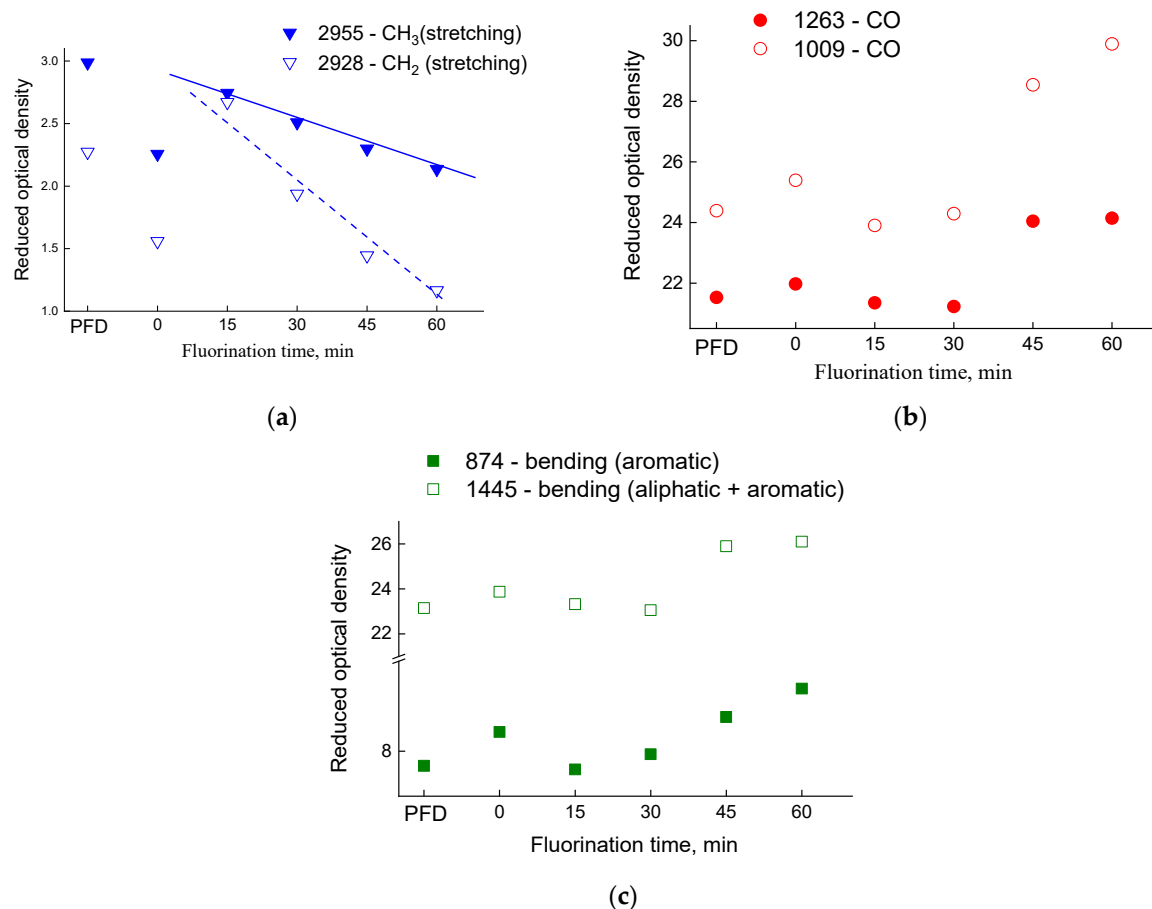 2955 - CH₃(stretching)
2928 - CH₂ (stretching)
Reduced optical density
3.0
2.5
2.0
1.5
1.0
PFD 0 15 30 45 60
Fluorination time, min
(a)
1263 - CO
1009 - CO
Reduced optical density
30
28
26
24
22
PFD 0 15 30 45 60
Fluorination time, min
(b)
874 - bending (aromatic)
1445 - bending (aliphatic + aromatic)
Reduced optical density
26
24
22
8
PFD 0 15 30 45 60
Fluorination time, min
(c)